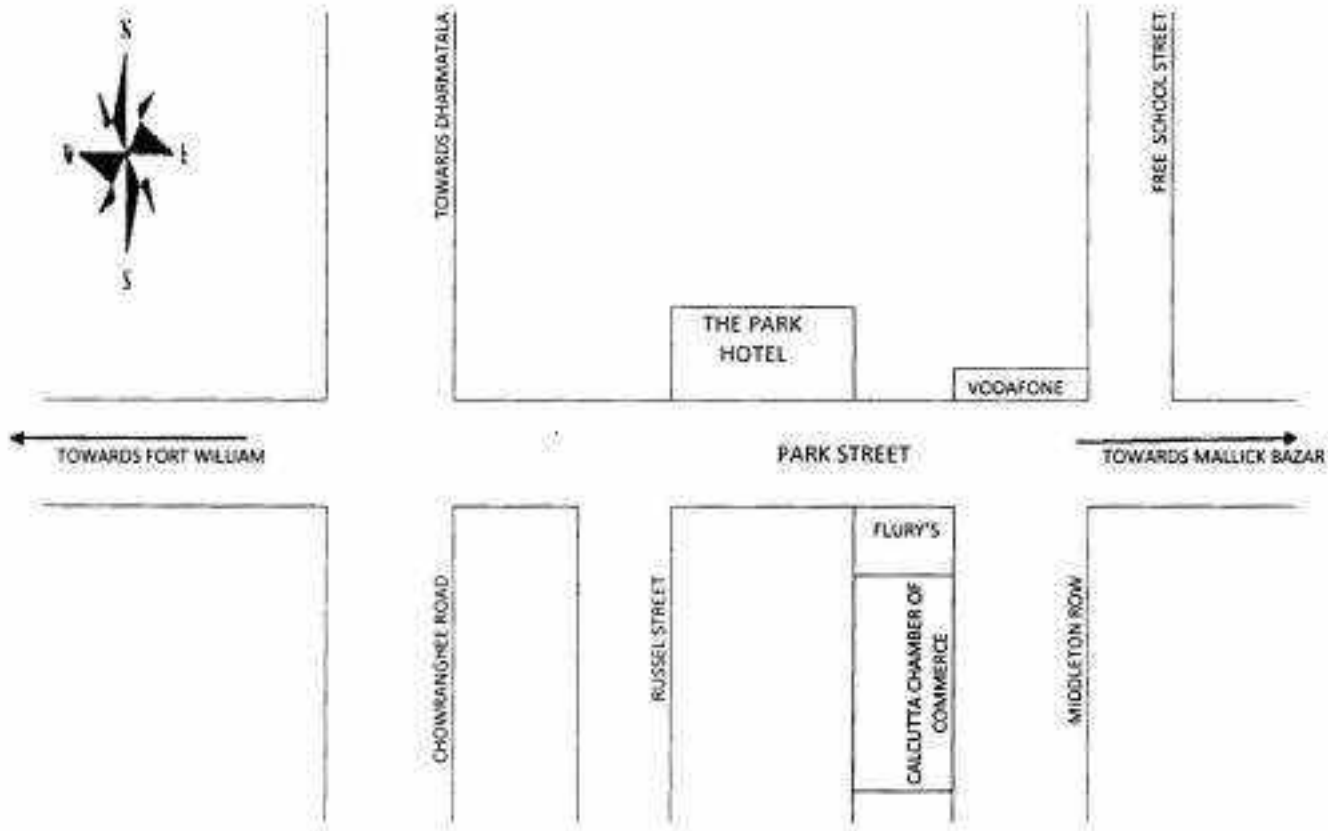 S
W
E
S
TOWARDS DHARMATALA
FREE SCHOOL STREET
THE PARK
HOTEL
VODAFONE
TOWARDS FORT WILLIAM
PARK STREET
TOWARDS MALLICK BAZAR
FLURY'S
CHOWRANGHEE ROAD
RUSSEL STREET
CALCUTTA CHAMBER OF
COMMERCE
MIDDLETON ROW